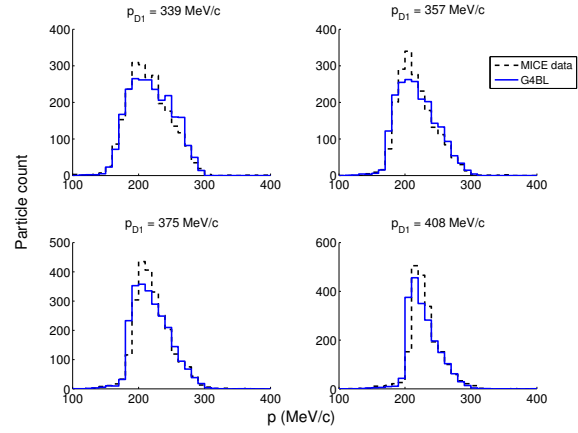 p_D1 = 339 MeV/c
p_D1 = 357 MeV/c
400
300
200
100
0
100 200 300 400
400
300
200
100
0
100 200 300 400
MICE data
G4BL
Particle count
p_D1 = 375 MeV/c
p_D1 = 408 MeV/c
500
400
300
200
100
0
100 200 300 400
600
400
200
0
100 200 300 400
p (MeV/c)